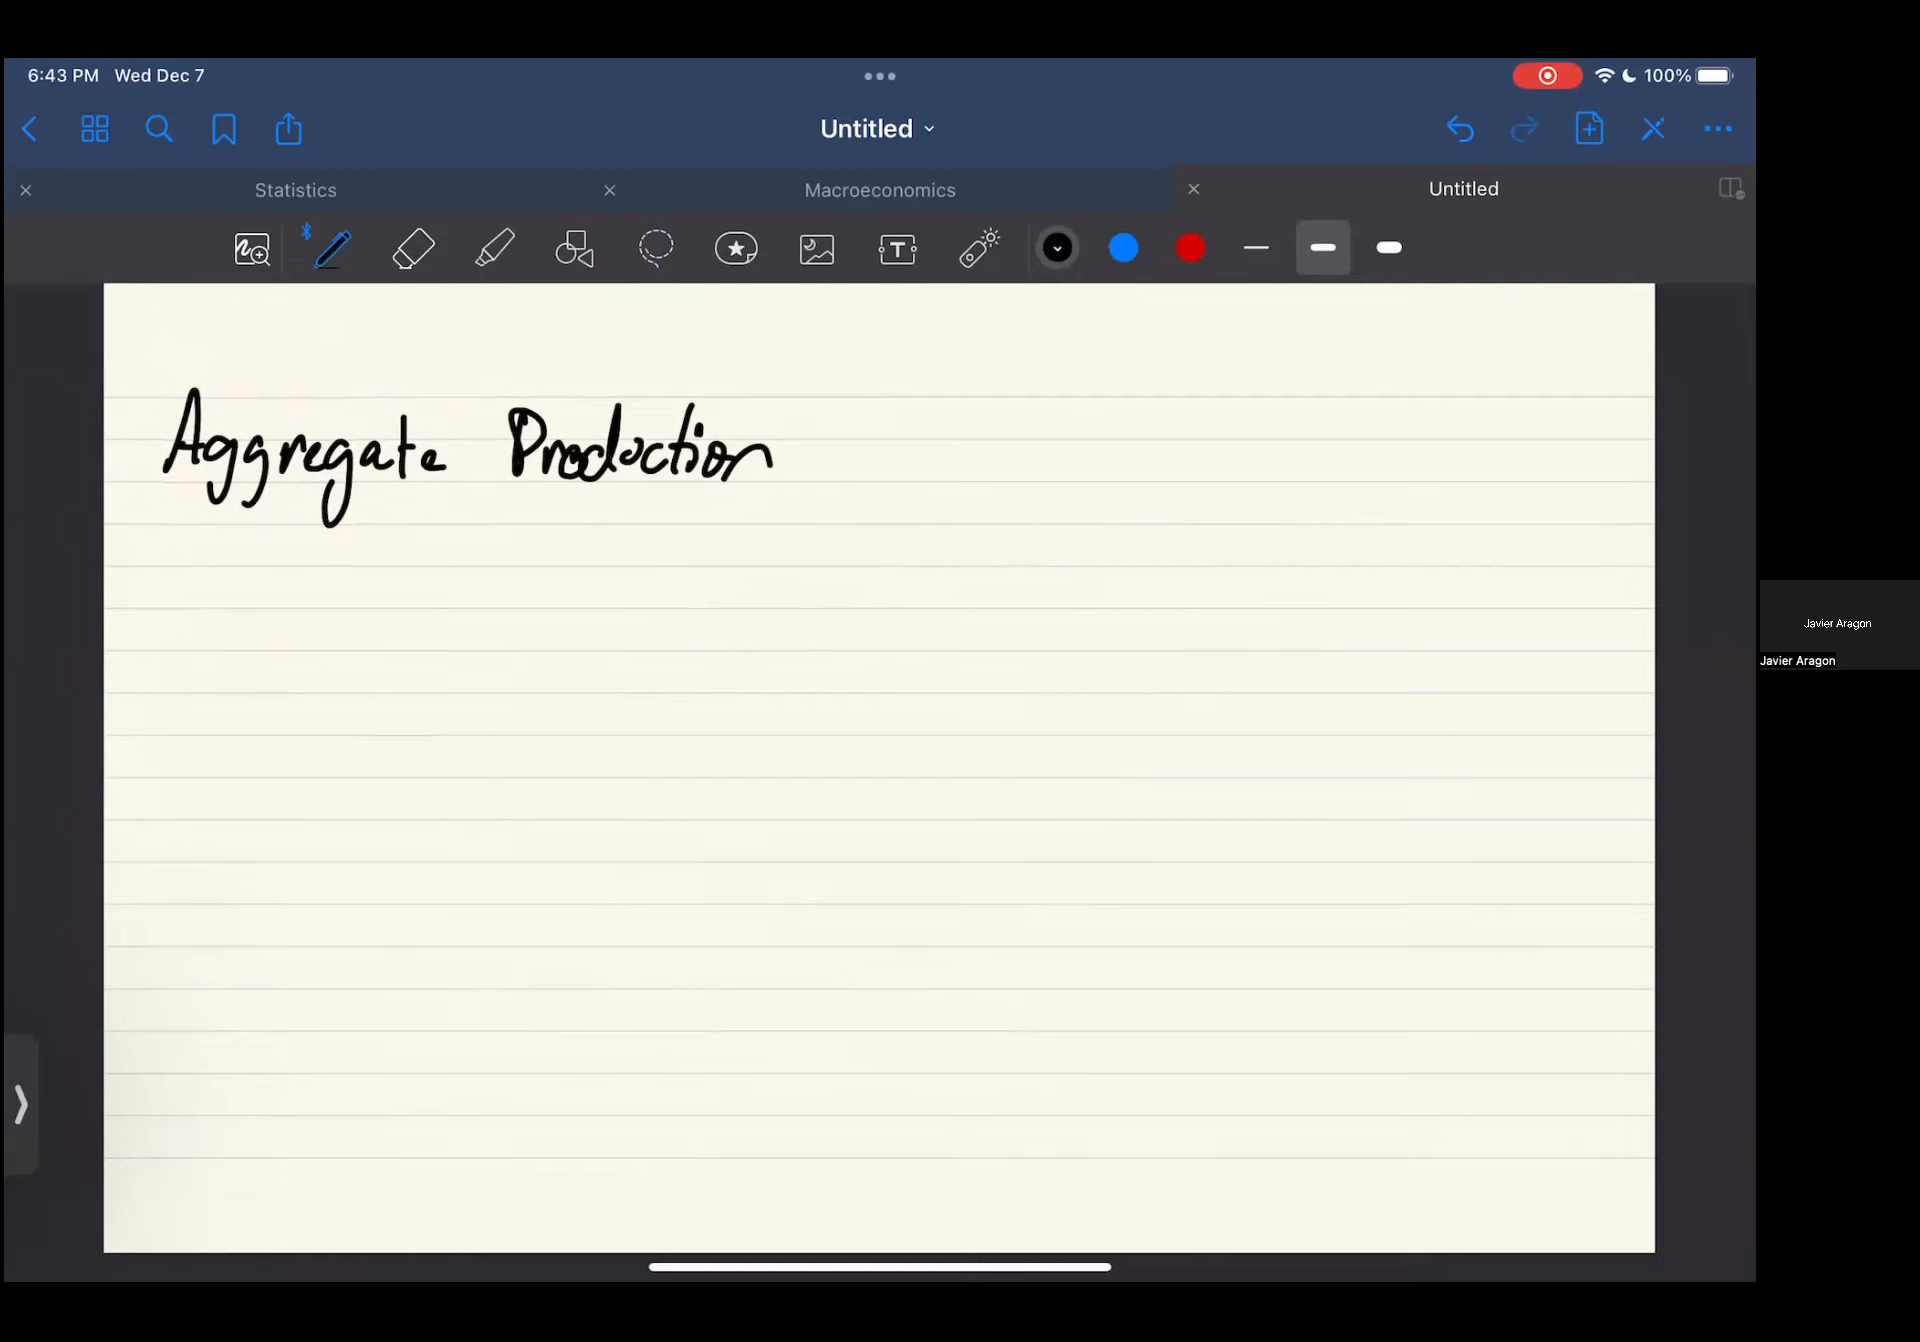 6:43 PM Wed Dec 7
100%
Untitled
Statistics
Macroeconomics
Untitled
T
Aggregate Production
Javier Aragon
Javier Aragon